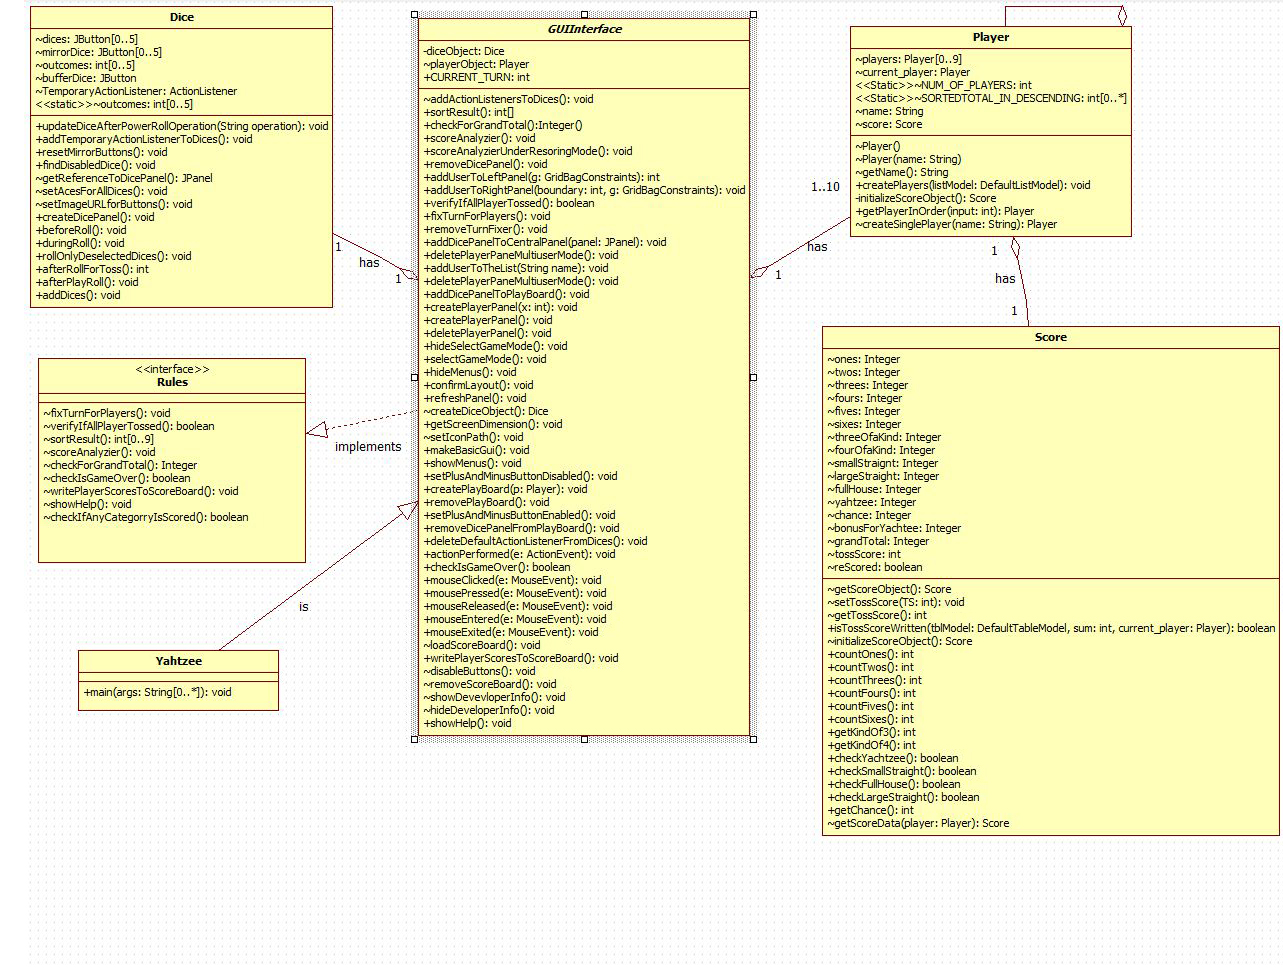 Dice
~dices: JButton[0..5]
~mirrorDice: JButton[0..5]
~outcomes: int[0..5]
~bufferDice: JButton
~TemporaryActionListener: ActionListener
<<static>>~outcomes: int[0..5]
+updateDiceAfterPowerRollOperation(String operation): void
+addTemporaryActionListenerToDices(): void
+resetMirrorButtons(): void
+findDisabledDice(): void
~getReferenceToDicePanel(): JPanel
~setAcesForAllDices(): void
~setImageURLforButtons(): void
+createDicePanel(): void
+beforeRoll(): void
+duringRoll(): void
+rollOnlyDeselectedDices(): void
+afterRollForToss(): int
+afterPlayRoll(): void
+addDices(): void
1
has
1
<<interface>>
Rules
~fixTurnForPlayers(): void
~verifyIfAllPlayerTossed(): boolean
~sortResult(): int[0..9]
~scoreAnalyzier(): void
~checkForGrandTotal(): Integer
~checkIsGameOver(): boolean
~writePlayerScoresToScoreBoard(): void
~showHelp(): void
~checkIfAnyCategorryIsScored(): boolean
implements
is
Yahtzee
+main(args: String[0..*]): void
GUIInterface
-diceObject: Dice
~playerObject: Player
+CURRENT_TURN: int
~addActionListenersToDices(): void
+sortResult(): int[]
+checkForGrandTotal():Integer()
+scoreAnalyzier(): void
+scoreAnalyzierUnderResoringMode(): void
+removeDicePanel(): void
+addUserToLeftPanel(g: GridBagConstraints): int
+addUserToRightPanel(boundary: int, g: GridBagConstraints): void
+verifyIfAllPlayerTossed(): boolean
+fixTurnForPlayers(): void
+removeTurnFixer(): void
+addDicePanelToCentralPanel(panel: JPanel): void
+deletePlayerPaneMultiuserMode(): void
+addUserToTheList(String name): void
+deletePlayerPaneMultiuserMode(): void
+addDicePanelToPlayBoard(): void
+createPlayerPanel(x: int): void
+createPlayerPanel(): void
+deletePlayerPanel(): void
+hideSelectGameMode(): void
+selectGameMode(): void
+hideMenus(): void
+confirmLayout(): void
+refreshPanel(): void
~createDiceObject(): Dice
+getScreenDimension(): void
~setIconPath(): void
+makeBasicGui(): void
+showMenus(): void
+setPlusAndMinusButtonDisabled(): void
+createPlayBoard(p: Player): void
+removePlayBoard(): void
+setPlusAndMinusButtonEnabled(): void
+removeDicePanelFromPlayBoard(): void
+deleteDefaultActionListenerFromDices(): void
+actionPerformed(e: ActionEvent): void
+checkIsGameOver(): boolean
+mouseClicked(e: MouseEvent): void
+mousePressed(e: MouseEvent): void
+mouseReleased(e: MouseEvent): void
+mouseEntered(e: MouseEvent): void
+mouseExited(e: MouseEvent): void
~loadScoreBoard(): void
+writePlayerScoresToScoreBoard(): void
~disableButtons(): void
~removeScoreBoard(): void
~showDevevloperInfo(): void
~hideDeveloperInfo(): void
+showHelp(): void
1..10
has
1
Player
~players: Player[0..9]
~current_player: Player
<<Static>>~NUM_OF_PLAYERS: int
<<Static>>~SORTEDTOTAL_IN_DESCENDING: int[0..*]
~name: String
~score: Score
~Player()
~Player(name: String)
~getName(): String
+createPlayers(listModel: DefaultListModel): void
-initializeScoreObject(): Score
+getPlayerInOrder(input: int): Player
~createSinglePlayer(name: String): Player
1
has
1
Score
~ones: Integer
~twos: Integer
~threes: Integer
~fours: Integer
~fives: Integer
~sixes: Integer
~threeOfaKind: Integer
~fourOfaKind: Integer
~smallStraignt: Integer
~largeStraight: Integer
~fullHouse: Integer
~yahtzee: Integer
~chance: Integer
~bonusForYachtee: Integer
~grandTotal: Integer
~tossScore: int
~reScored: boolean
~getScoreObject(): Score
~setTossScore(TS: int): void
~getTossScore(): int
+isTossScoreWritten(tblModel: DefaultTableModel, sum: int, current_player: Player): boolean
~initializeScoreObject(): Score
+countOnes(): int
+countTwos(): int
+countThrees(): int
+countFours(): int
+countFives(): int
+countSixes(): int
+getKindOf3(): int
+getKindOf4(): int
+checkYachtzee(): boolean
+checkSmallStraight(): boolean
+checkFullHouse(): boolean
+checkLargeStraight(): boolean
+getChance(): int
~getScoreData(player: Player): Score